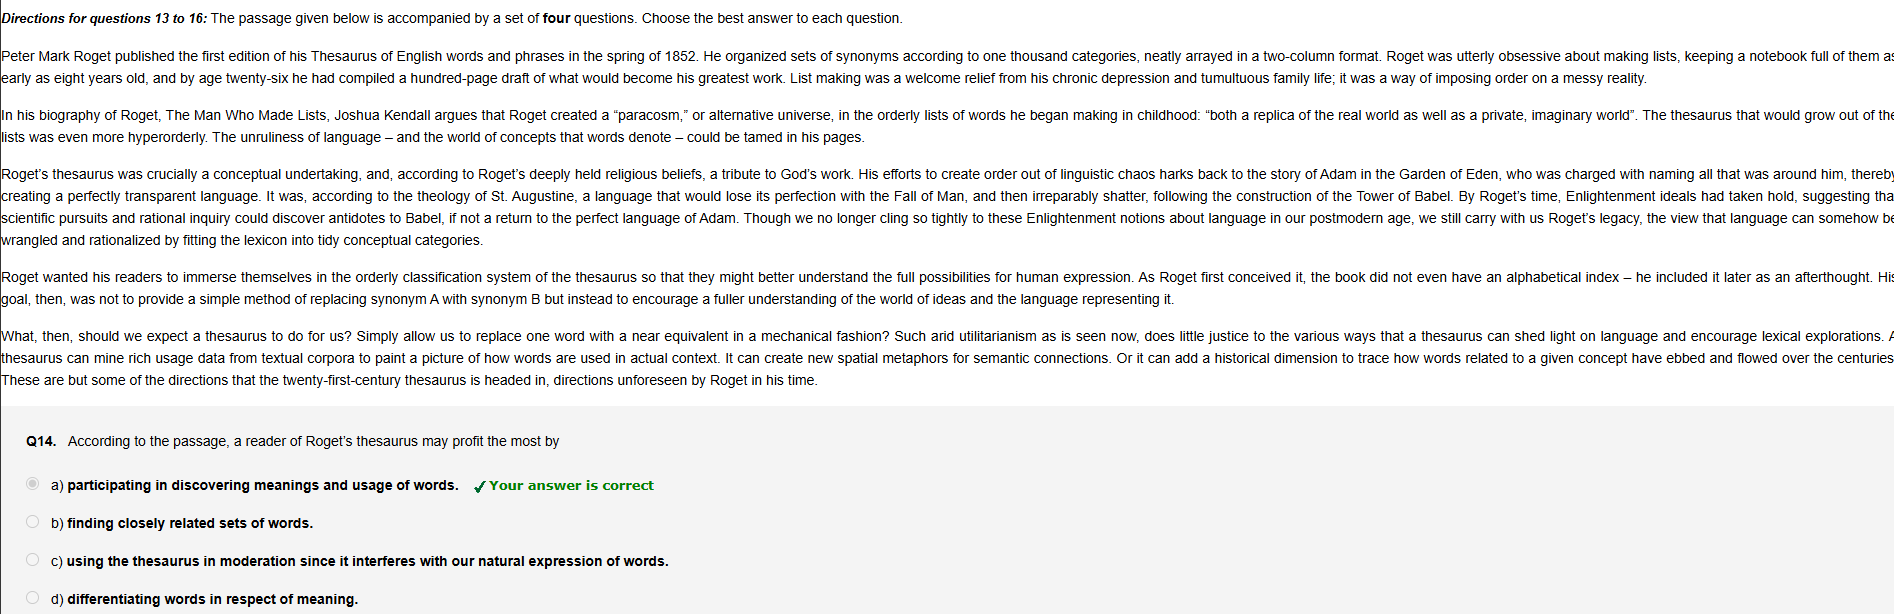 Directions for questions 13 to 16: The passage given below is accompanied by a set of four questions. Choose the best answer to each question.
Peter Mark Roget published the first edition of his Thesaurus of English words and phrases in the spring of 1852. He organized sets of synonyms according to one thousand categories, neatly arrayed in a two-column format. Roget was utterly obsessive about making lists, keeping a notebook full of them as
early as eight years old, and by age twenty-six he had compiled a hundred-page draft of what would become his greatest work. List making was a welcome relief from his chronic depression and tumultuous family life; it was a way of imposing order on a messy reality.
In his biography of Roget, The Man Who Made Lists, Joshua Kendall argues that Roget created a “paracosm,” or alternative universe, in the orderly lists of words he began making in childhood: “both a replica of the real world as well as a private, imaginary world”. The thesaurus that would grow out of the
lists was even more hyperorderly. The unruliness of language – and the world of concepts that words denote – could be tamed in his pages.
Roget’s thesaurus was crucially a conceptual undertaking, and, according to Roget’s deeply held religious beliefs, a tribute to God’s work. His efforts to create order out of linguistic chaos harks back to the story of Adam in the Garden of Eden, who was charged with naming all that was around him, thereby
creating a perfectly transparent language. It was, according to the theology of St. Augustine, a language that would lose its perfection with the Fall of Man, and then irreparably shatter, following the construction of the Tower of Babel. By Roget’s time, Enlightenment ideals had taken hold, suggesting tha
scientific pursuits and rational inquiry could discover antidotes to Babel, if not a return to the perfect language of Adam. Though we no longer cling so tightly to these Enlightenment notions about language in our postmodern age, we still carry with us Roget’s legacy, the view that language can somehow be
wrangled and rationalized by fitting the lexicon into tidy conceptual categories.
Roget wanted his readers to immerse themselves in the orderly classification system of the thesaurus so that they might better understand the full possibilities for human expression. As Roget first conceived it, the book did not even have an alphabetical index – he included it later as an afterthought. His
goal, then, was not to provide a simple method of replacing synonym A with synonym B but instead to encourage a fuller understanding of the world of ideas and the language representing it.
What, then, should we expect a thesaurus to do for us? Simply allow us to replace one word with a near equivalent in a mechanical fashion? Such arid utilitarianism as is seen now, does little justice to the various ways that a thesaurus can shed light on language and encourage lexical explorations. A
thesaurus can mine rich usage data from textual corpora to paint a picture of how words are used in actual context. It can create new spatial metaphors for semantic connections. Or it can add a historical dimension to trace how words related to a given concept have ebbed and flowed over the centuries
These are but some of the directions that the twenty-first-century thesaurus is headed in, directions unforeseen by Roget in his time.
Q14. According to the passage, a reader of Roget's thesaurus may profit the most by
a) participating in discovering meanings and usage of words. ✓ Your answer is correct
b) finding closely related sets of words.
c) using the thesaurus in moderation since it interferes with our natural expression of words.
d) differentiating words in respect of meaning.